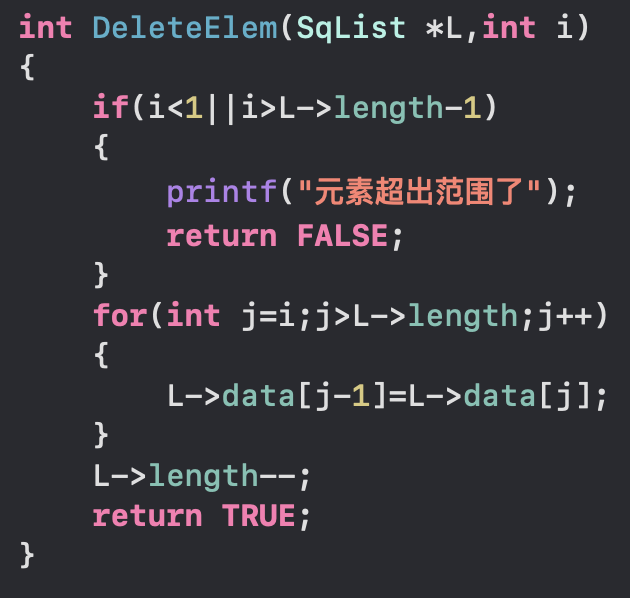 int DeleteElem(SqList *L,int i)
{
    if(i<1||i>L->length-1)
    {
        printf("元素超出范围了");
        return FALSE;
    }
    for(int j=i;j>L->length;j++)
    {
        L->data[j-1]=L->data[j];
    }
    L->length--;
    return TRUE;
}